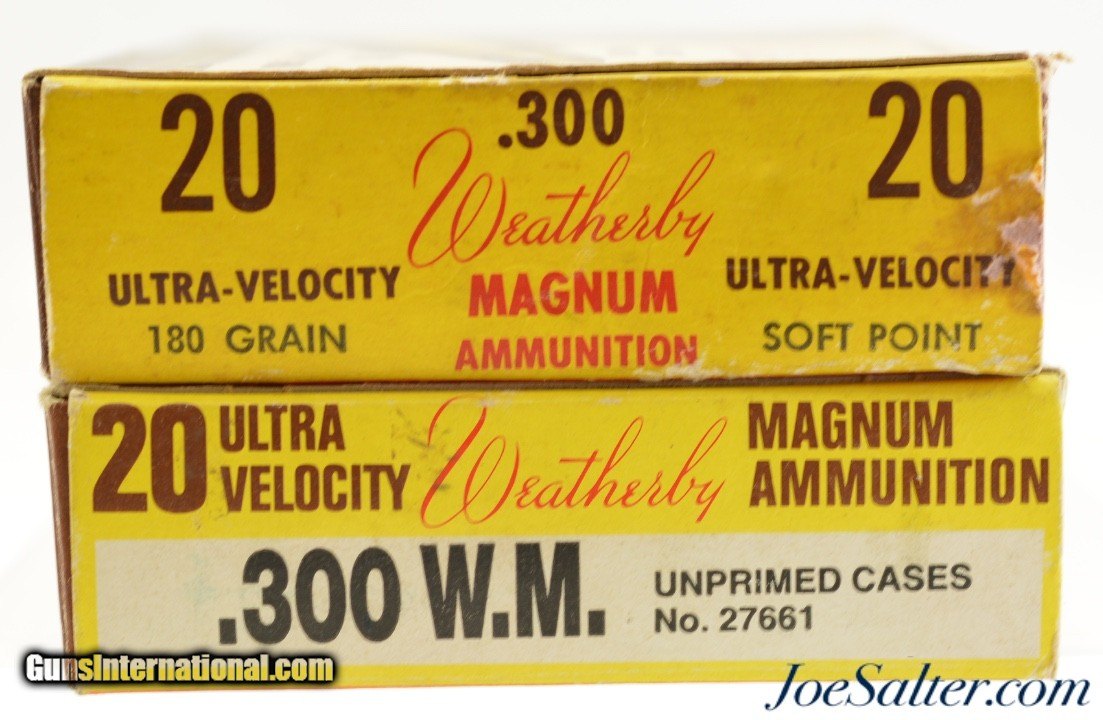 20 .300 20
Weatherby
ULTRA-VELOCITY MAGNUM ULTRA-VELOCITY
180 GRAIN AMMUNITION SOFT POINT
20 ULTRA VELOCITY Weatherby MAGNUM AMMUNITION
.300 W.M. UNPRIMED CASES
No. 27661
GunsInternational.com
JoeSalter.com